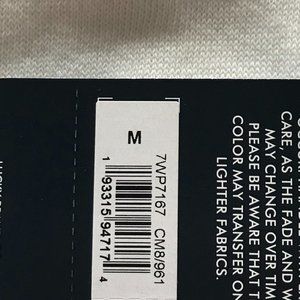 M
7WP7167 CM8/961
1 93315 94717 4
CARE, AS THE FADE AND W
MAY CHANGE OVER TIM
PLEASE BE AWARE THAT T
COLOR MAY TRANSFER ON
LIGHTER FABRICS.